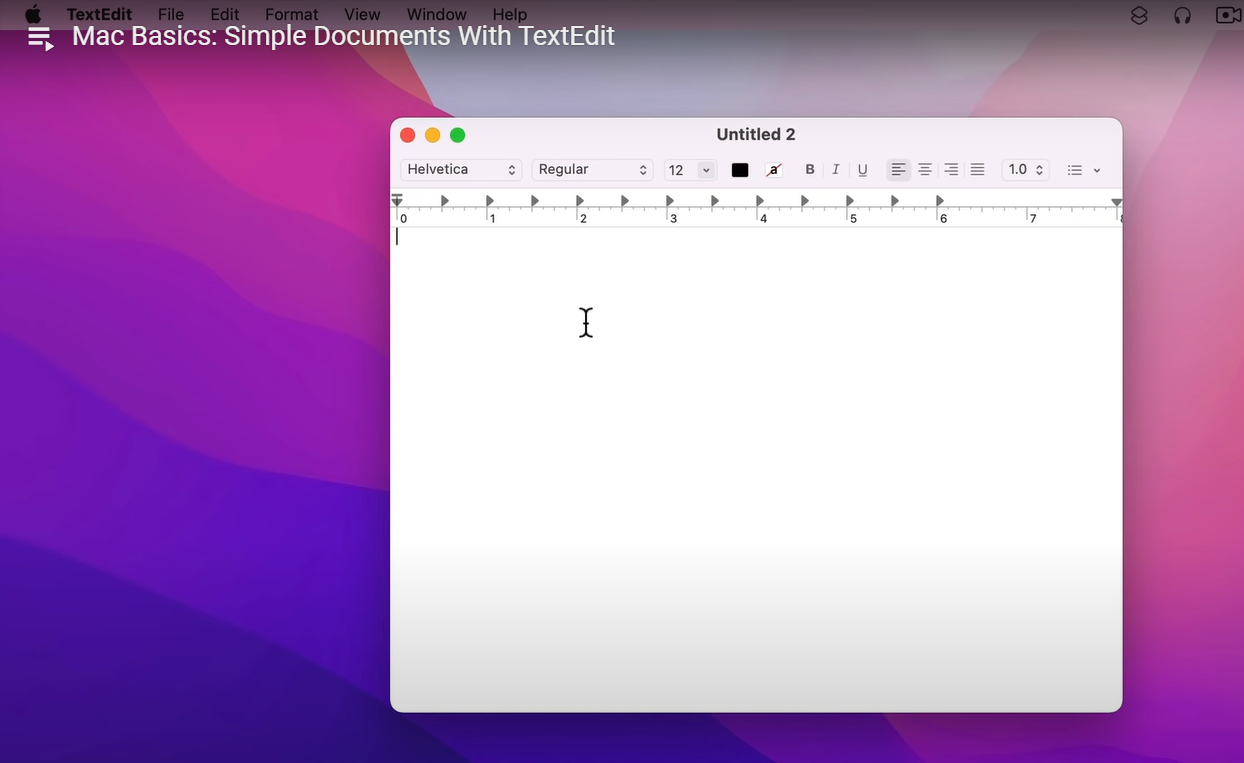 TextEdit File Edit Format View Window Help
Mac Basics: Simple Documents With TextEdit
Untitled 2
Helvetica Regular 12 a B I U 1.0
0 1 2 3 4 5 6 7 8